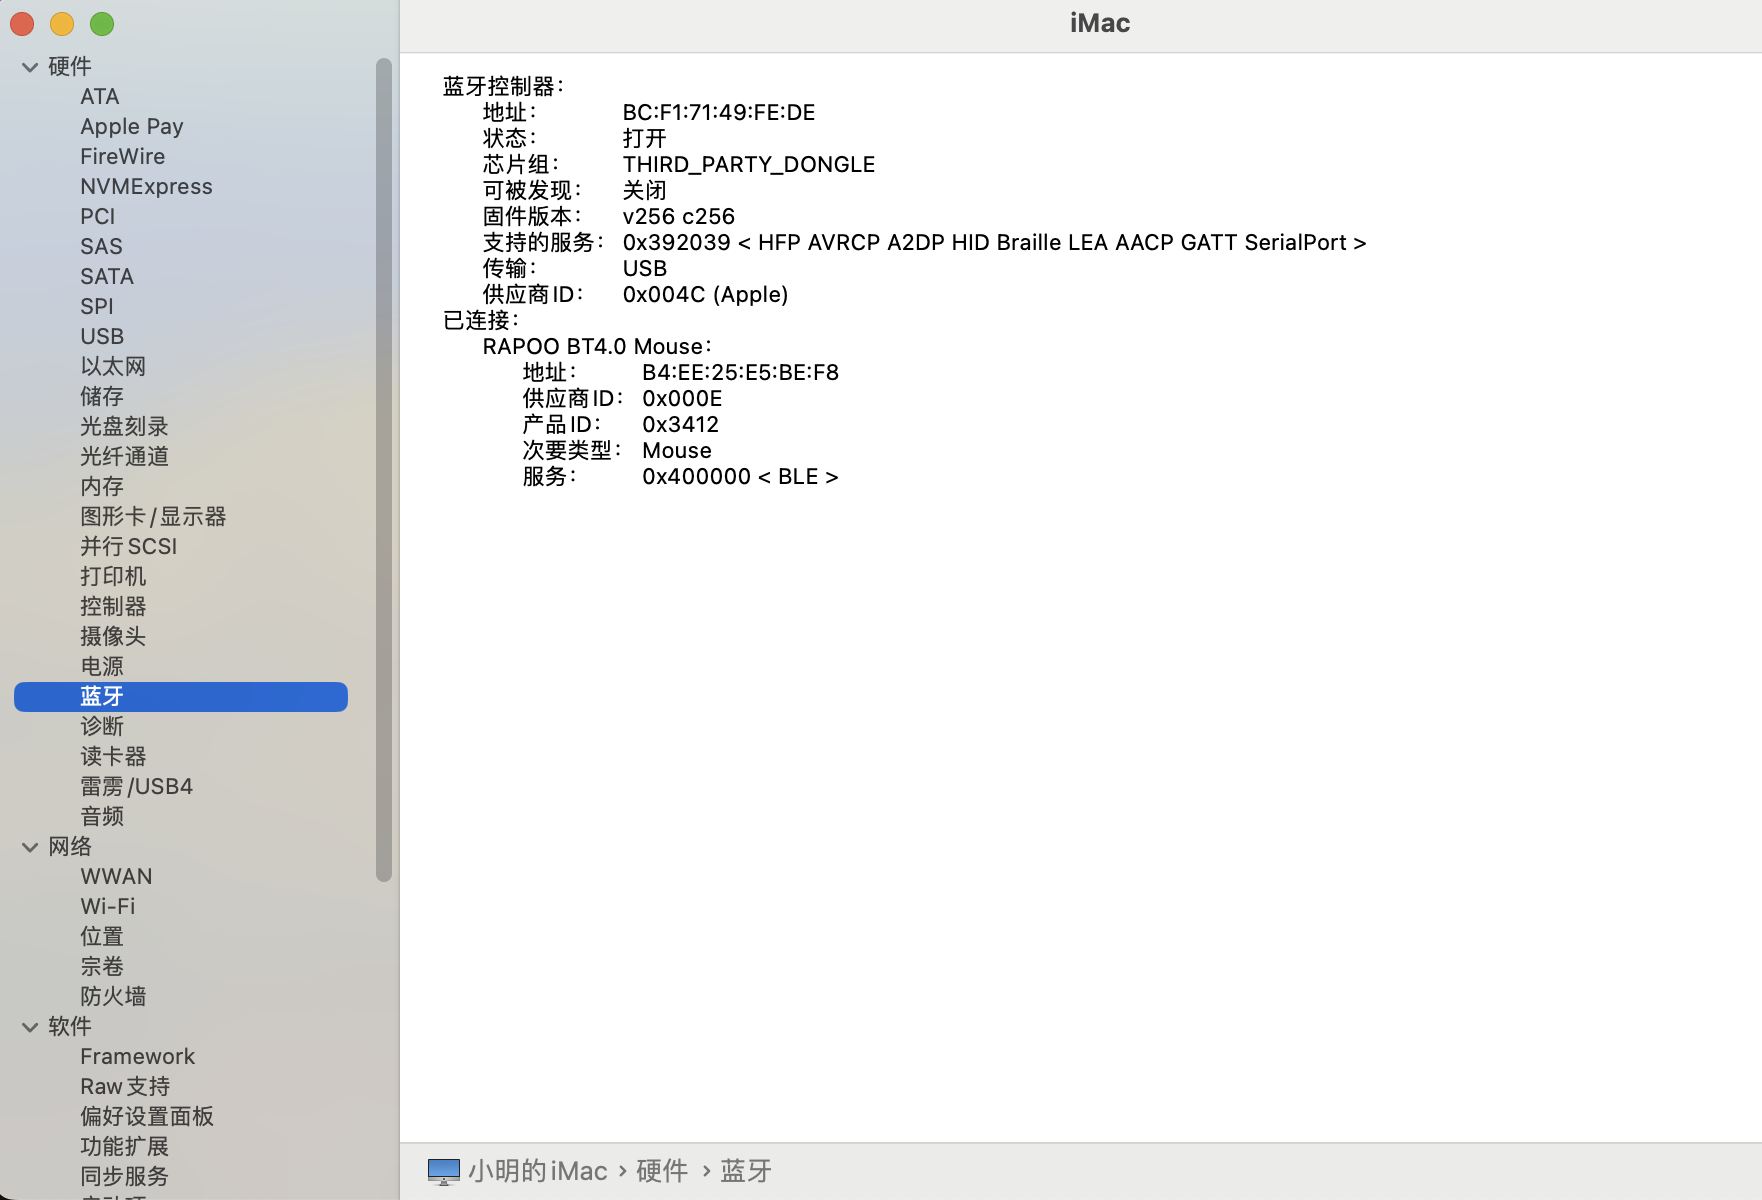 iMac
硬件
ATA
Apple Pay
FireWire
NVMExpress
PCI
SAS
SATA
SPI
USB
以太网
储存
光盘刻录
光纤通道
内存
图形卡/显示器
并行SCSI
打印机
控制器
摄像头
电源
蓝牙
诊断
读卡器
雷雳/USB4
音频
网络
WWAN
Wi-Fi
位置
宗卷
防火墙
软件
Framework
Raw支持
偏好设置面板
功能扩展
同步服务
蓝牙控制器：
地址： BC:F1:71:49:FE:DE
状态： 打开
芯片组： THIRD_PARTY_DONGLE
可被发现： 关闭
固件版本： v256 c256
支持的服务： 0x392039 < HFP AVRCP A2DP HID Braille LEA AACP GATT SerialPort >
传输： USB
供应商ID： 0x004C (Apple)
已连接：
RAPOO BT4.0 Mouse：
地址： B4:EE:25:E5:BE:F8
供应商ID： 0x000E
产品ID： 0x3412
次要类型： Mouse
服务： 0x400000 < BLE >
小明的iMac › 硬件 › 蓝牙